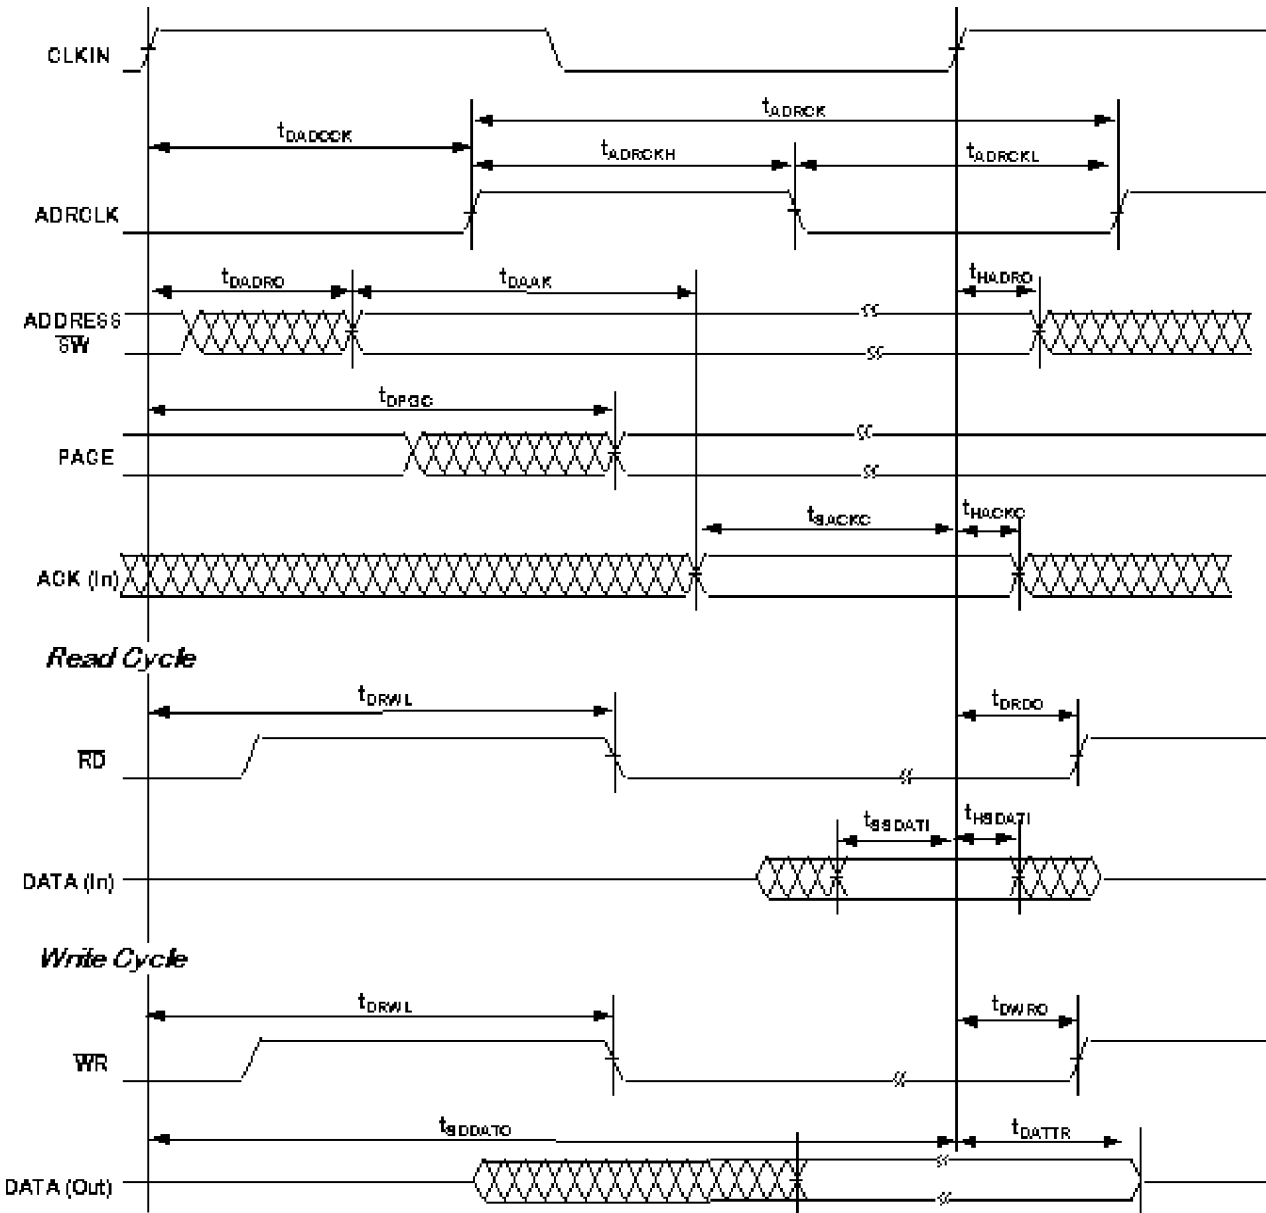 CLKIN
tADRCK
tDADCCK
tADRCKH
tADRCKL
ADRCLK
tDADRO
tDAAK
tHADRO
ADDRESS
SW
tDPGC
PAGE
tSACKC
tHACKC
ACK (In)
Read Cycle
tDRWL
tDRDO
RD
tSSDATI
tHSDATI
DATA (In)
Write Cycle
tDRWL
tDWRO
WR
tSDDATO
tDATTR
DATA (Out)